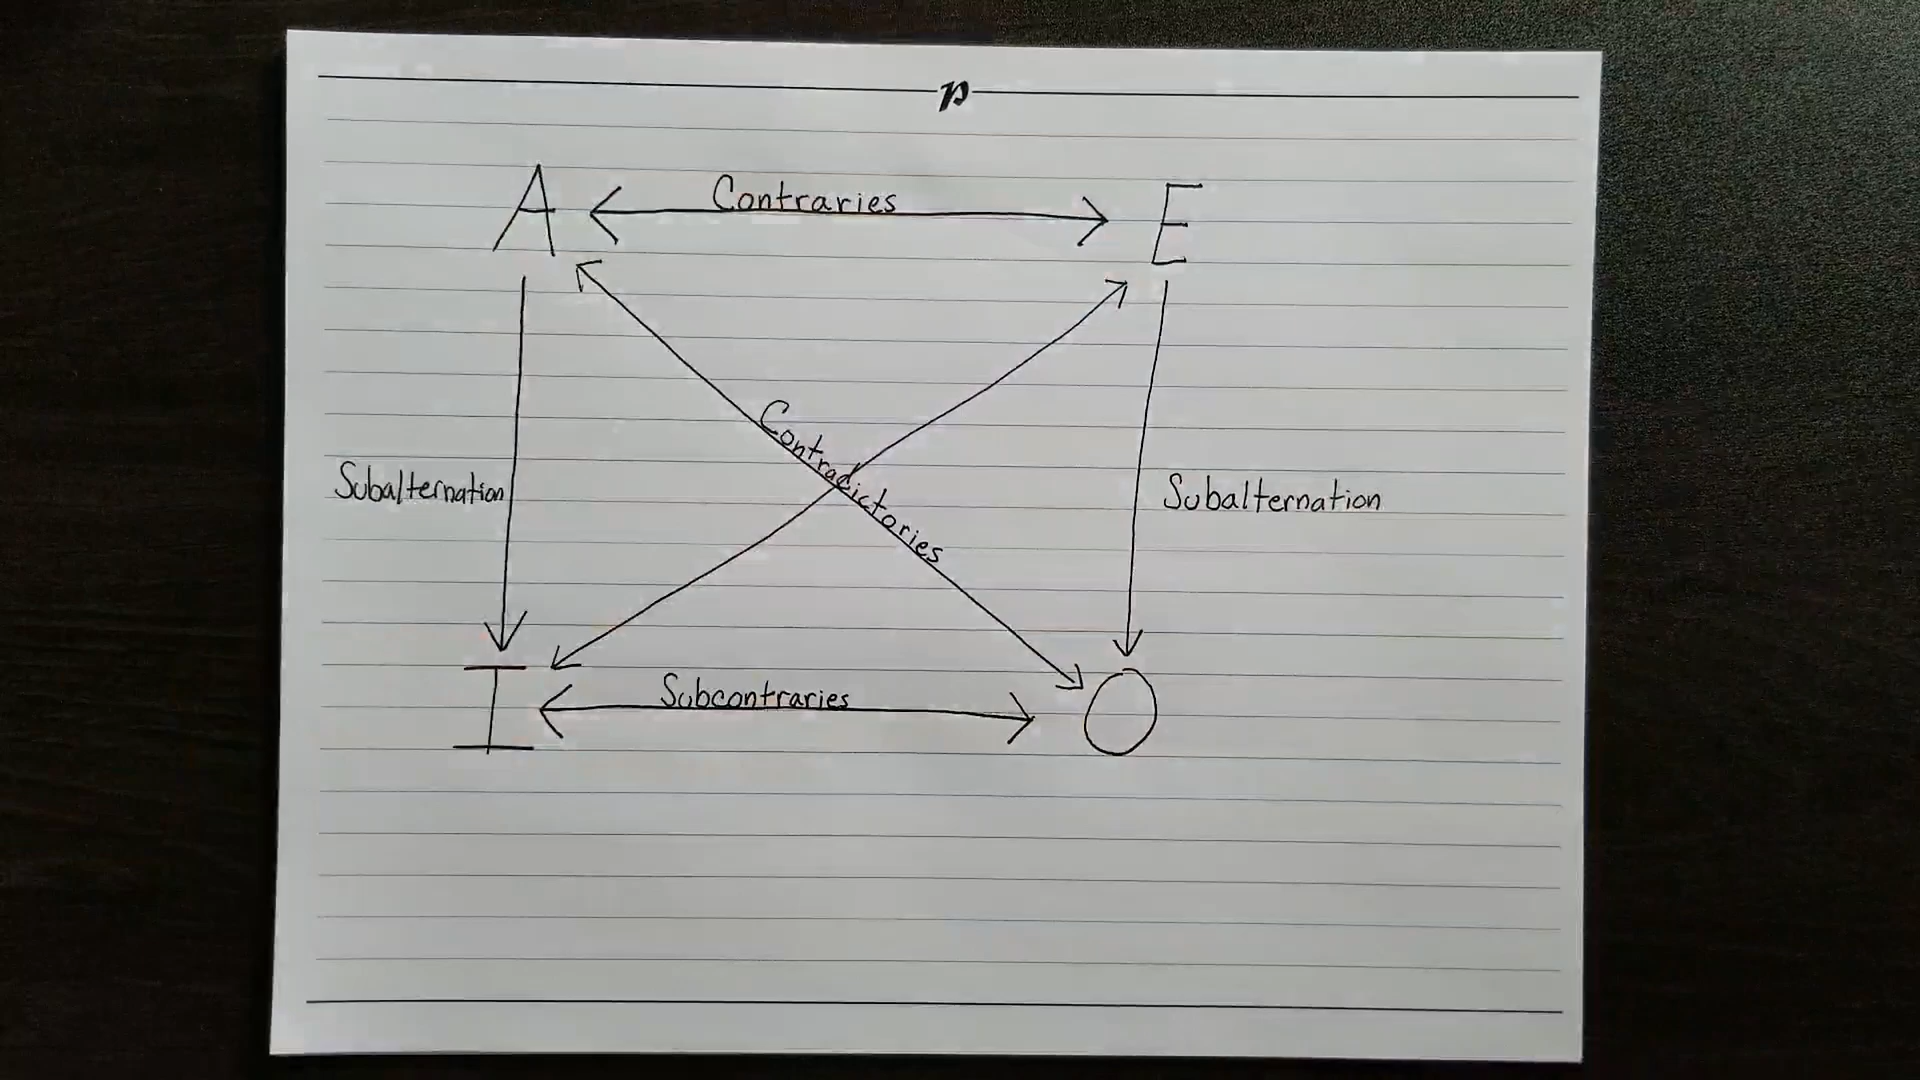 p
A Contraries E
Contradictories
Subalternation Subalternation
I Subcontraries O